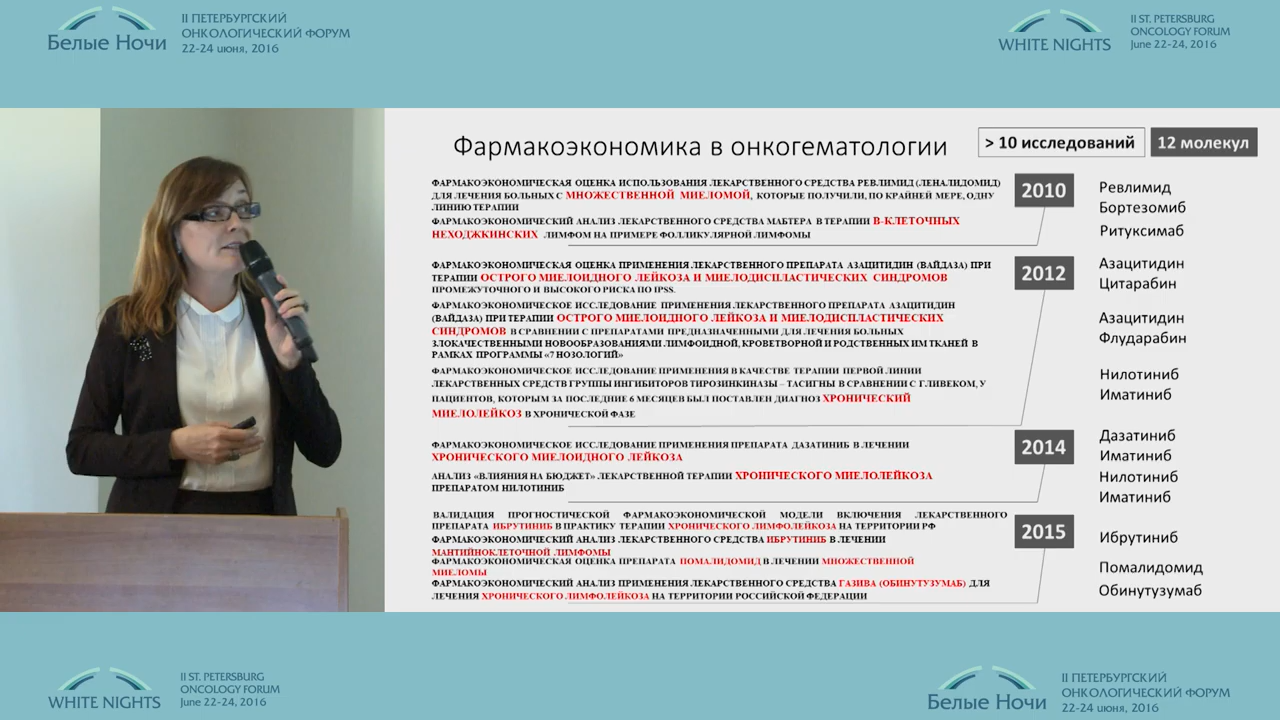 Белые Ночи
II ПЕТЕРБУРГСКИЙ
ОНКОЛОГИЧЕСКИЙ ФОРУМ
22-24 июня, 2016
WHITE NIGHTS
II ST. PETERSBURG
ONCOLOGY FORUM
June 22-24, 2016
Фармакоэкономика в онкогематологии
> 10 исследований
12 молекул
ФАРМАКОЭКОНОМИЧЕСКАЯ ОЦЕНКА ИСПОЛЬЗОВАНИЯ ЛЕКАРСТВЕННОГО СРЕДСТВА РЕВЛИМИД (ЛЕНАЛИДОМИД)
ДЛЯ ЛЕЧЕНИЯ БОЛЬНЫХ С МНОЖЕСТВЕННОЙ МИЕЛОМОЙ, КОТОРЫЕ ПОЛУЧИЛИ, ПО КРАЙНЕЙ МЕРЕ, ОДНУ
ЛИНИЮ ТЕРАПИИ
ФАРМАКОЭКОНОМИЧЕСКИЙ АНАЛИЗ ЛЕКАРСТВЕННОГО СРЕДСТВА МАБТЕРА В ТЕРАПИИ В-КЛЕТОЧНЫХ
НЕХОДЖКИНСКИХ ЛИМФОМ НА ПРИМЕРЕ ФОЛЛИКУЛЯРНОЙ ЛИМФОМЫ
2010
Ревлимид
Бортезомиб
Ритуксимаб
ФАРМАКОЭКОНОМИЧЕСКАЯ ОЦЕНКА ПРИМЕНЕНИЯ ЛЕКАРСТВЕННОГО ПРЕПАРАТА АЗАЦИТИДИН (ВАЙДАЗА) ПРИ
ТЕРАПИИ ОСТРОГО МИЕЛОИДНОГО ЛЕЙКОЗА И МИЕЛОДИСПЛАСТИЧЕСКИХ СИНДРОМОВ
ПРОМЕЖУТОЧНОГО И ВЫСОКОГО РИСКА ПО IPSS.
ФАРМАКОЭКОНОМИЧЕСКОЕ ИССЛЕДОВАНИЕ ПРИМЕНЕНИЯ ЛЕКАРСТВЕННОГО ПРЕПАРАТА АЗАЦИТИДИН
(ВАЙДАЗА) ПРИ ТЕРАПИИ ОСТРОГО МИЕЛОИДНОГО ЛЕЙКОЗА И МИЕЛОДИСПЛАСТИЧЕСКИХ
СИНДРОМОВ В СРАВНЕНИИ С ПРЕПАРАТАМИ ПРЕДНАЗНАЧЕННЫМИ ДЛЯ ЛЕЧЕНИЯ БОЛЬНЫХ
ЗЛОКАЧЕСТВЕННЫМИ НОВООБРАЗОВАНИЯМИ ЛИМФОИДНОЙ, КРОВЕТВОРНОЙ И РОДСТВЕННЫХ ИМ ТКАНЕЙ В
РАМКАХ ПРОГРАММЫ «7 НОЗОЛОГИЙ»
ФАРМАКОЭКОНОМИЧЕСКОЕ ИССЛЕДОВАНИЕ ПРИМЕНЕНИЯ В КАЧЕСТВЕ ТЕРАПИИ ПЕРВОЙ ЛИНИИ
ЛЕКАРСТВЕННЫХ СРЕДСТВ ГРУППЫ ИНГИБИТОРОВ ТИРОЗИНКИНАЗЫ – ТАСИГНЫ В СРАВНЕНИИ С ГЛИВЕКОМ, У
ПАЦИЕНТОВ, КОТОРЫМ ЗА ПОСЛЕДНИЕ 6 МЕСЯЦЕВ БЫЛ ПОСТАВЛЕН ДИАГНОЗ ХРОНИЧЕСКИЙ
МИЕЛОЛЕЙКОЗ В ХРОНИЧЕСКОЙ ФАЗЕ
2012
Азацитидин
Цитарабин
Азацитидин
Флударабин
Нилотиниб
Иматиниб
ФАРМАКОЭКОНОМИЧЕСКОЕ ИССЛЕДОВАНИЕ ПРИМЕНЕНИЯ ПРЕПАРАТА ДАЗАТИНИБ В ЛЕЧЕНИИ
ХРОНИЧЕСКОГО МИЕЛОИДНОГО ЛЕЙКОЗА
АНАЛИЗ «ВЛИЯНИЯ НА БЮДЖЕТ» ЛЕКАРСТВЕННОЙ ТЕРАПИИ ХРОНИЧЕСКОГО МИЕЛОЛЕЙКОЗА
ПРЕПАРАТОМ НИЛОТИНИБ
2014
Дазатиниб
Иматиниб
Нилотиниб
Иматиниб
ВАЛИДАЦИЯ ПРОГНОСТИЧЕСКОЙ ФАРМАКОЭКОНОМИЧЕСКОЙ МОДЕЛИ ВКЛЮЧЕНИЯ ЛЕКАРСТВЕННОГО
ПРЕПАРАТА ИБРУТИНИБ В ПРАКТИКУ ТЕРАПИИ ХРОНИЧЕСКОГО ЛИМФОЛЕЙКОЗА НА ТЕРРИТОРИИ РФ
ФАРМАКОЭКОНОМИЧЕСКИЙ АНАЛИЗ ЛЕКАРСТВЕННОГО СРЕДСТВА ИБРУТИНИБ В ЛЕЧЕНИИ
МАНТИЙНОКЛЕТОЧНОЙ ЛИМФОМЫ
ФАРМАКОЭКОНОМИЧЕСКАЯ ОЦЕНКА ПРЕПАРАТА ПОМАЛИДОМИД В ЛЕЧЕНИИ МНОЖЕСТВЕННОЙ
МИЕЛОМЫ
ФАРМАКОЭКОНОМИЧЕСКИЙ АНАЛИЗ ПРИМЕНЕНИЯ ЛЕКАРСТВЕННОГО СРЕДСТВА ГАЗИВА (ОБИНУТУЗУМАБ) ДЛЯ
ЛЕЧЕНИЯ ХРОНИЧЕСКОГО ЛИМФОЛЕЙКОЗА НА ТЕРРИТОРИИ РОССИЙСКОЙ ФЕДЕРАЦИИ
2015
Ибрутиниб
Помалидомид
Обинутузумаб
WHITE NIGHTS
II ST. PETERSBURG
ONCOLOGY FORUM
June 22-24, 2016
Белые Ночи
II ПЕТЕРБУРГСКИЙ
ОНКОЛОГИЧЕСКИЙ ФОРУМ
22-24 июня, 2016